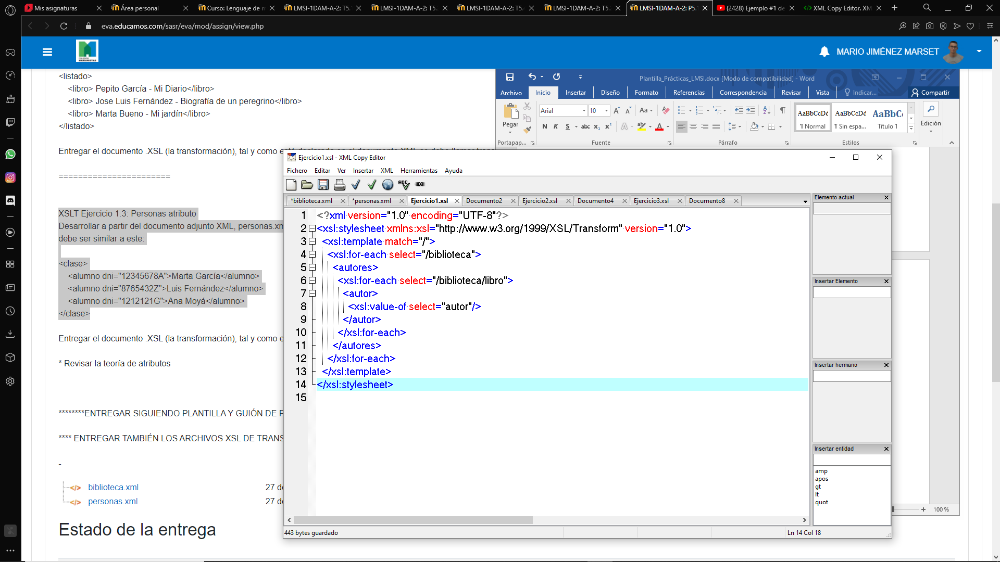 Mis asignaturas
Área personal
Curso: Lenguaje de m
LMSI-1DAM-A-2: T5.
LMSI-1DAM-A-2: T5.
LMSI-1DAM-A-2: T5.
LMSI-1DAM-A-2: T5.
LMSI-1DAM-A-2: P5.
(2428) Ejemplo #1 de
XML Copy Editor. XM
eva.educamos.com/sasr/eva/mod/assign/view.php
MARIO JIMÉNEZ MARSET
<listado>
<libro> Pepito García - Mi Diario</libro>
<libro> Jose Luis Fernández - Biografía de un peregrino</libro>
<libro> Marta Bueno - Mi jardín</libro>
</listado>
Entregar el documento .XSL (la transformación), tal y como
=======================
XSLT Ejercicio 1.3: Personas atributo
Desarrollar a partir del documento adjunto XML, personas.xm
debe ser similar a este:
<clase>
<alumno dni="12345678A">Marta García</alumno>
<alumno dni="8765432Z">Luis Fernández</alumno>
<alumno dni="1212121G">Ana Moyá</alumno>
</clase>
Entregar el documento .XSL (la transformación), tal y como e
* Revisar la teoría de atributos
********ENTREGAR SIGUIENDO PLANTILLA Y GUIÓN DE P
**** ENTREGAR TAMBIÉN LOS ARCHIVOS XSL DE TRANS
-
biblioteca.xml 27 de
personas.xml 27 de
Estado de la entrega
Plantilla_Prácticas_LMSI.docx [Modo de compatibilidad] - Word
Archivo Inicio Insertar Diseño Formato Referencias Correspondencia Revisar Vista Indicar... Compartir
Pegar
Arial 10
Aa
N K S abc x₂ x²
AaBbCcDd AaBbCcDd AaBbCc
¶ Normal ¶ Sin espa... Título 1
Edición
Portapap... Fuente Párrafo Estilos
100 %
Ejercicio1.xsl - XML Copy Editor
Fichero Editar Ver Insertar XML Herramientas Ayuda
ABC
*biblioteca.xml *personas.xml Ejercicio1.xsl Documento2 Ejercicio2.xsl Documento4 Ejercicio3.xsl Documento8
1 <?xml version="1.0" encoding="UTF-8"?>
2 <xsl:stylesheet xmlns:xsl="http://www.w3.org/1999/XSL/Transform" version="1.0">
3 <xsl:template match="/">
4 <xsl:for-each select="/biblioteca">
5 <autores>
6 <xsl:for-each select="/biblioteca/libro">
7 <autor>
8 <xsl:value-of select="autor"/>
9 </autor>
10 </xsl:for-each>
11 </autores>
12 </xsl:for-each>
13 </xsl:template>
14 </xsl:stylesheet>
15
Elemento actual
Insertar Elemento
Insertar hermano
Insertar entidad
amp
apos
gt
lt
quot
443 bytes guardado
Ln 14 Col 18